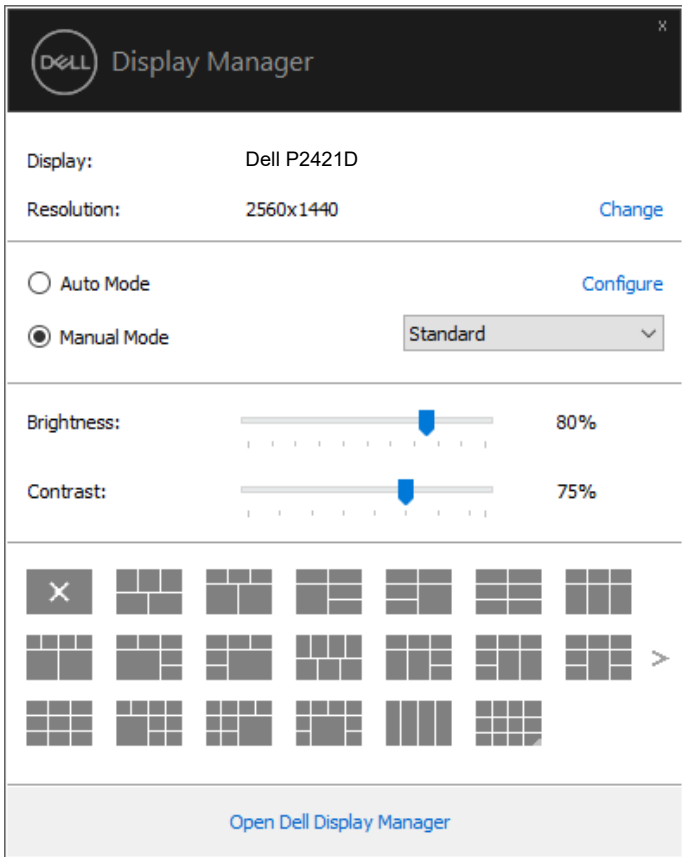 x
DELL Display Manager
Display: Dell P2421D
Resolution: 2560x1440 Change
Auto Mode Configure
Manual Mode Standard
Brightness: 80%
Contrast: 75%
Open Dell Display Manager